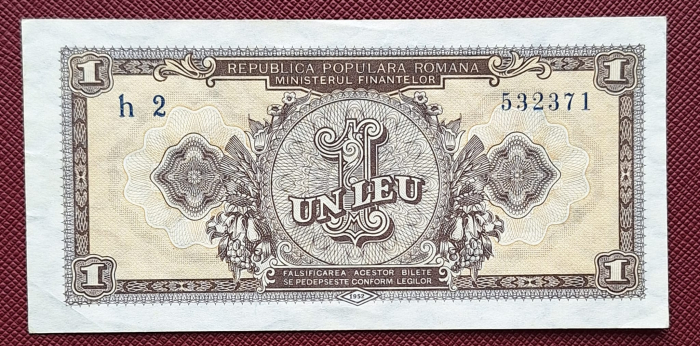 1 REPUBLICA POPULARA ROMANA 1
MINISTERUL FINANTELOR
h 2 532371
1
UN LEU
1 FALSIFICAREA ACESTOR BILETE 1
SE PEDEPSESTE CONFORM LEGILOR
1952